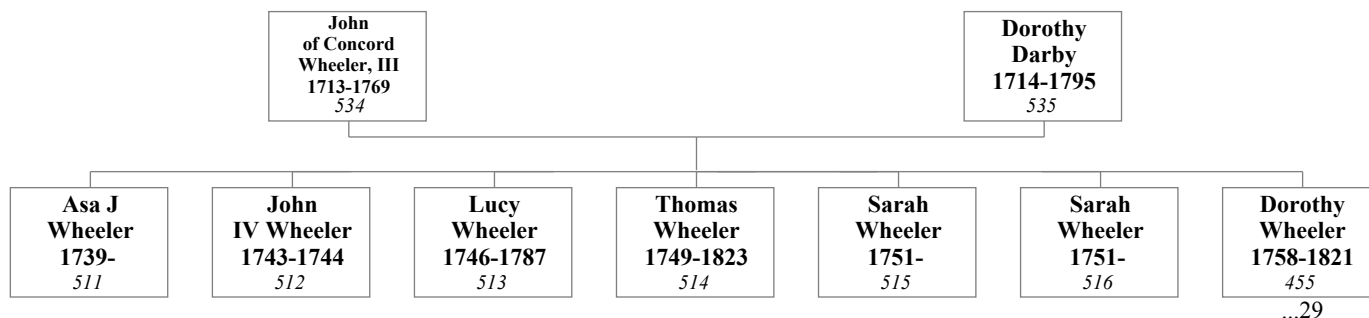 John
of Concord
Wheeler, III
1713-1769
534
Dorothy
Darby
1714-1795
535
Asa J
Wheeler
1739-
511
John
IV Wheeler
1743-1744
512
Lucy
Wheeler
1746-1787
513
Thomas
Wheeler
1749-1823
514
Sarah
Wheeler
1751-
515
Sarah
Wheeler
1751-
516
Dorothy
Wheeler
1758-1821
455
...29